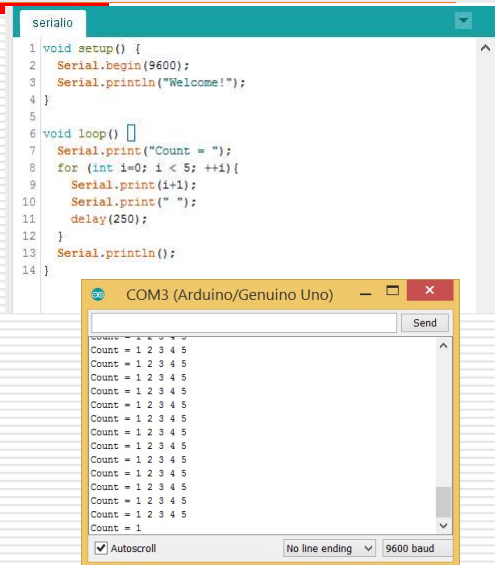 serialio
1 void setup() {
2 Serial.begin(9600);
3 Serial.println("Welcome!");
4 }
5
6 void loop()
7 Serial.print("Count = ");
8 for (int i=0; i < 5; ++i){
9 Serial.print(i+1);
10 Serial.print(" ");
11 delay(250);
12 }
13 Serial.println();
14 }
COM3 (Arduino/Genuino Uno)
Send
Count = 1 2 3 4 5
Count = 1 2 3 4 5
Count = 1 2 3 4 5
Count = 1 2 3 4 5
Count = 1 2 3 4 5
Count = 1 2 3 4 5
Count = 1 2 3 4 5
Count = 1 2 3 4 5
Count = 1 2 3 4 5
Count = 1 2 3 4 5
Count = 1 2 3 4 5
Count = 1 2 3 4 5
Count = 1 2 3 4 5
Count = 1
Autoscroll No line ending 9600 baud